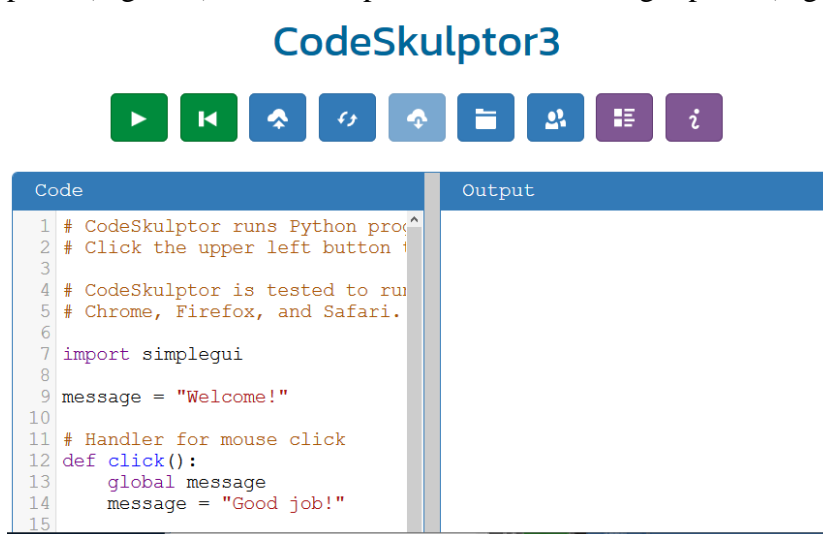 CodeSkulptor3
Code
Output
1 # CodeSkulptor runs Python
2 # Click the upper left button
3
4 # CodeSkulptor is tested to
5 # Chrome, Firefox, and Safari.
6
7 import simplegui
8
9 message = "Welcome!"
10
11 # Handler for mouse click
12 def click():
13 global message
14 message = "Good job!"
15